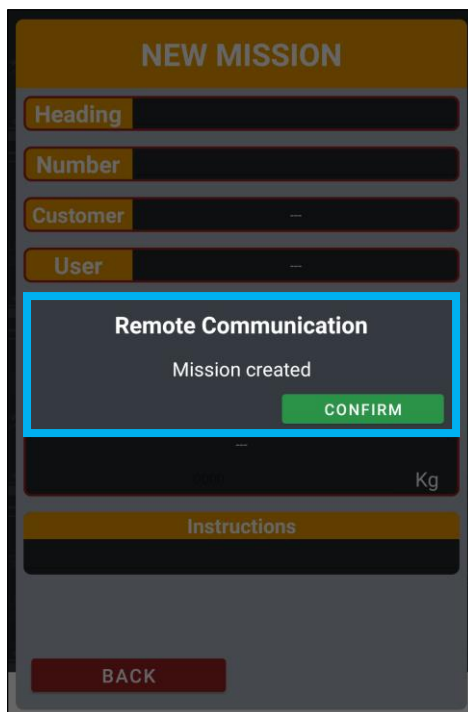 NEW MISSION
Heading
Number
Customer ---
User ---
Remote Communication
Mission created
CONFIRM
---
Kg
Instructions
BACK